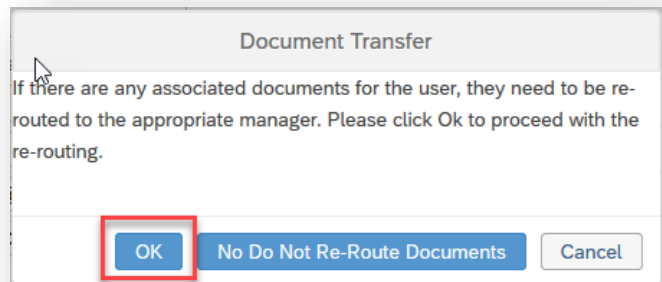 Document Transfer
If there are any associated documents for the user, they need to be re-
routed to the appropriate manager. Please click Ok to proceed with the
re-routing.
OK No Do Not Re-Route Documents Cancel